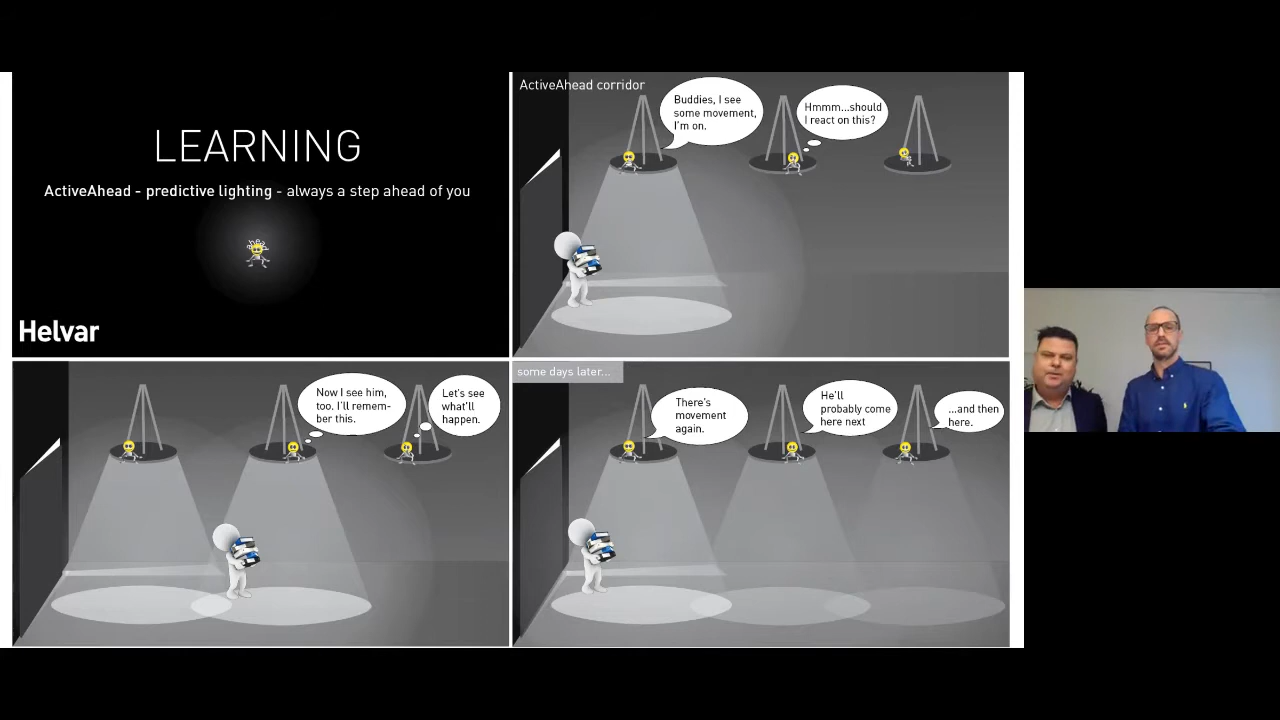 LEARNING
ActiveAhead - predictive lighting - always a step ahead of you
Helvar
ActiveAhead corridor
Buddies, I see
some movement,
I'm on.
Hmmm...should
I react on this?
Now I see him,
too. I'll remem-
ber this.
Let's see
what'll
happen.
some days later...
There's
movement
again.
He'll
probably come
here next
...and then
here.